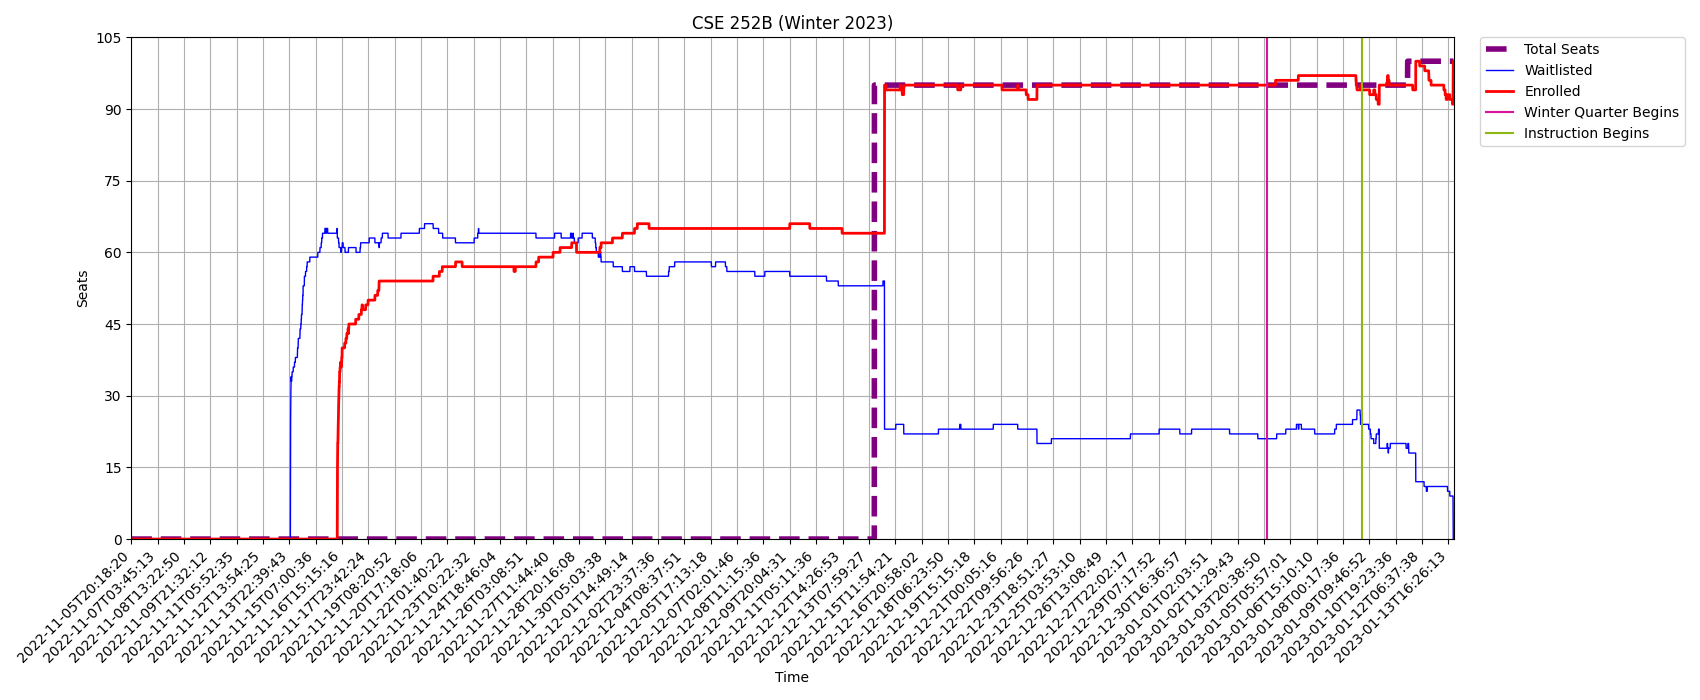 CSE 252B (Winter 2023)
105
90
75
60
45
30
15
0
Seats
Total Seats
Waitlisted
Enrolled
Winter Quarter Begins
Instruction Begins
2022-11-05T20:18:20
2022-11-07T03:45:13
2022-11-08T13:22:50
2022-11-09T21:32:12
2022-11-11T05:52:35
2022-11-12T13:54:25
2022-11-13T22:39:43
2022-11-15T07:00:36
2022-11-16T15:15:16
2022-11-17T23:42:24
2022-11-19T08:20:52
2022-11-20T17:18:06
2022-11-22T01:40:22
2022-11-23T10:22:32
2022-11-24T18:46:04
2022-11-26T03:08:51
2022-11-27T11:44:40
2022-11-28T20:16:08
2022-11-30T05:03:38
2022-12-01T14:49:14
2022-12-02T23:37:36
2022-12-04T08:37:51
2022-12-05T17:13:18
2022-12-07T02:01:46
2022-12-08T11:15:36
2022-12-09T20:04:31
2022-12-11T05:11:36
2022-12-12T14:26:53
2022-12-13T07:59:27
2022-12-15T11:54:21
2022-12-16T20:58:02
2022-12-18T06:23:50
2022-12-19T15:15:18
2022-12-21T00:05:16
2022-12-22T09:56:26
2022-12-23T18:51:27
2022-12-25T03:53:10
2022-12-26T13:08:49
2022-12-27T22:02:17
2022-12-29T07:17:52
2022-12-30T16:36:57
2023-01-01T02:03:51
2023-01-02T11:29:43
2023-01-03T20:38:50
2023-01-05T05:57:01
2023-01-06T15:10:10
2023-01-08T00:17:36
2023-01-09T09:46:52
2023-01-10T19:23:36
2023-01-12T06:37:38
2023-01-13T16:26:13
Time